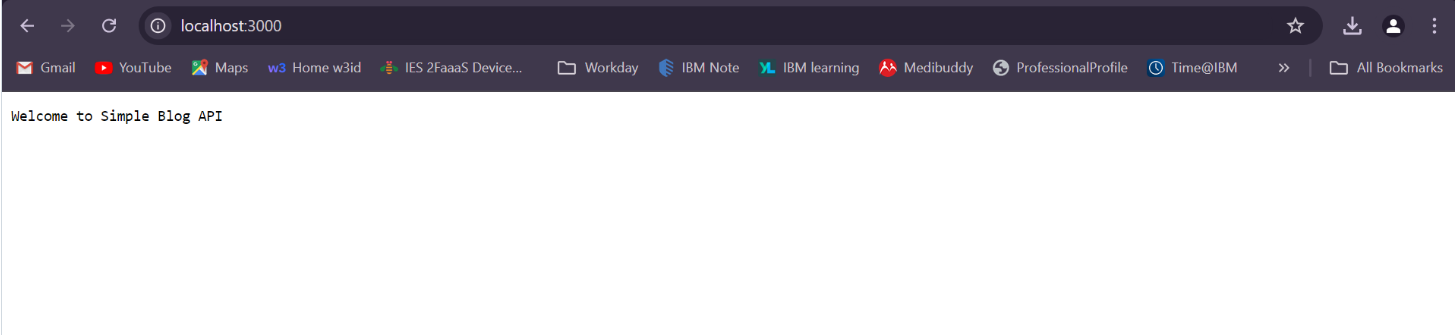 localhost:3000
Gmail YouTube Maps w3 Home w3id IES 2FaaaS Device... Workday IBM Note YL IBM learning Medibuddy ProfessionalProfile Time@IBM » All Bookmarks
Welcome to Simple Blog API